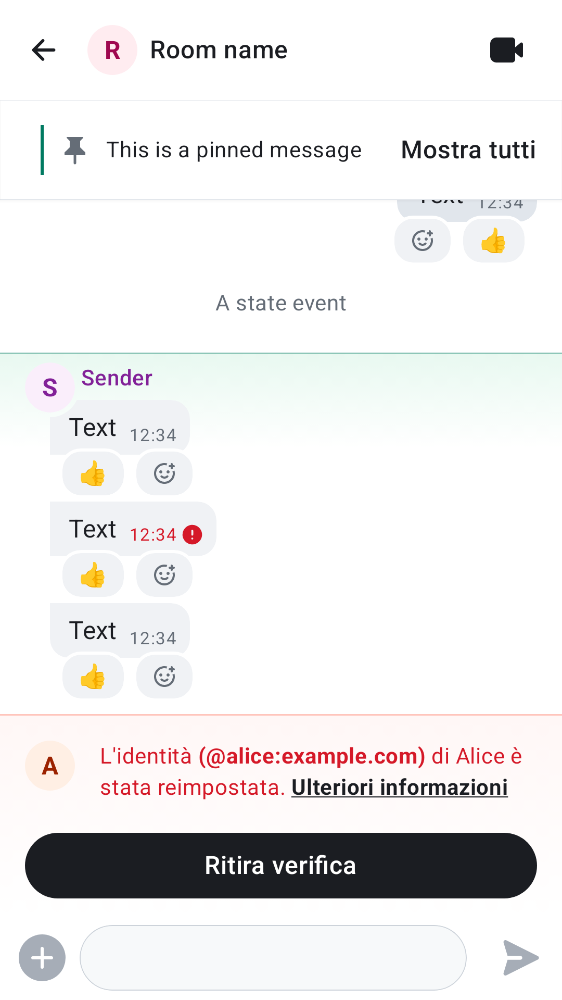 R Room name
This is a pinned message Mostra tutti
Text 12:34
👍
A state event
S Sender
Text 12:34
👍
Text 12:34
👍
Text 12:34
👍
A L'identità (@alice:example.com) di Alice è
stata reimpostata. Ulteriori informazioni
Ritira verifica